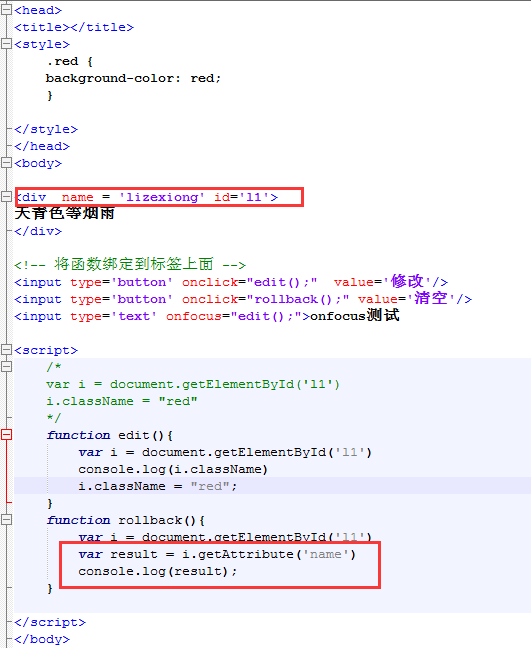 <head>
<title></title>
<style>
.red {
background-color: red;
}
</style>
</head>
<body>
<div  name = 'lizexiong' id='l1'>
天青色等烟雨
</div>
<!-- 将函数绑定到标签上面 -->
<input type='button' onclick="edit();"  value='修改'/>
<input type='button' onclick="rollback();" value='清空'/>
<input type='text' onfocus="edit();">onfocus测试
<script>
/*
var i = document.getElementById('l1')
i.className = "red"
*/
function edit(){
var i = document.getElementById('l1')
console.log(i.className)
i.className = "red";
}
function rollback(){
var i = document.getElementById('l1')
var result = i.getAttribute('name')
console.log(result);
}
</script>
</body>